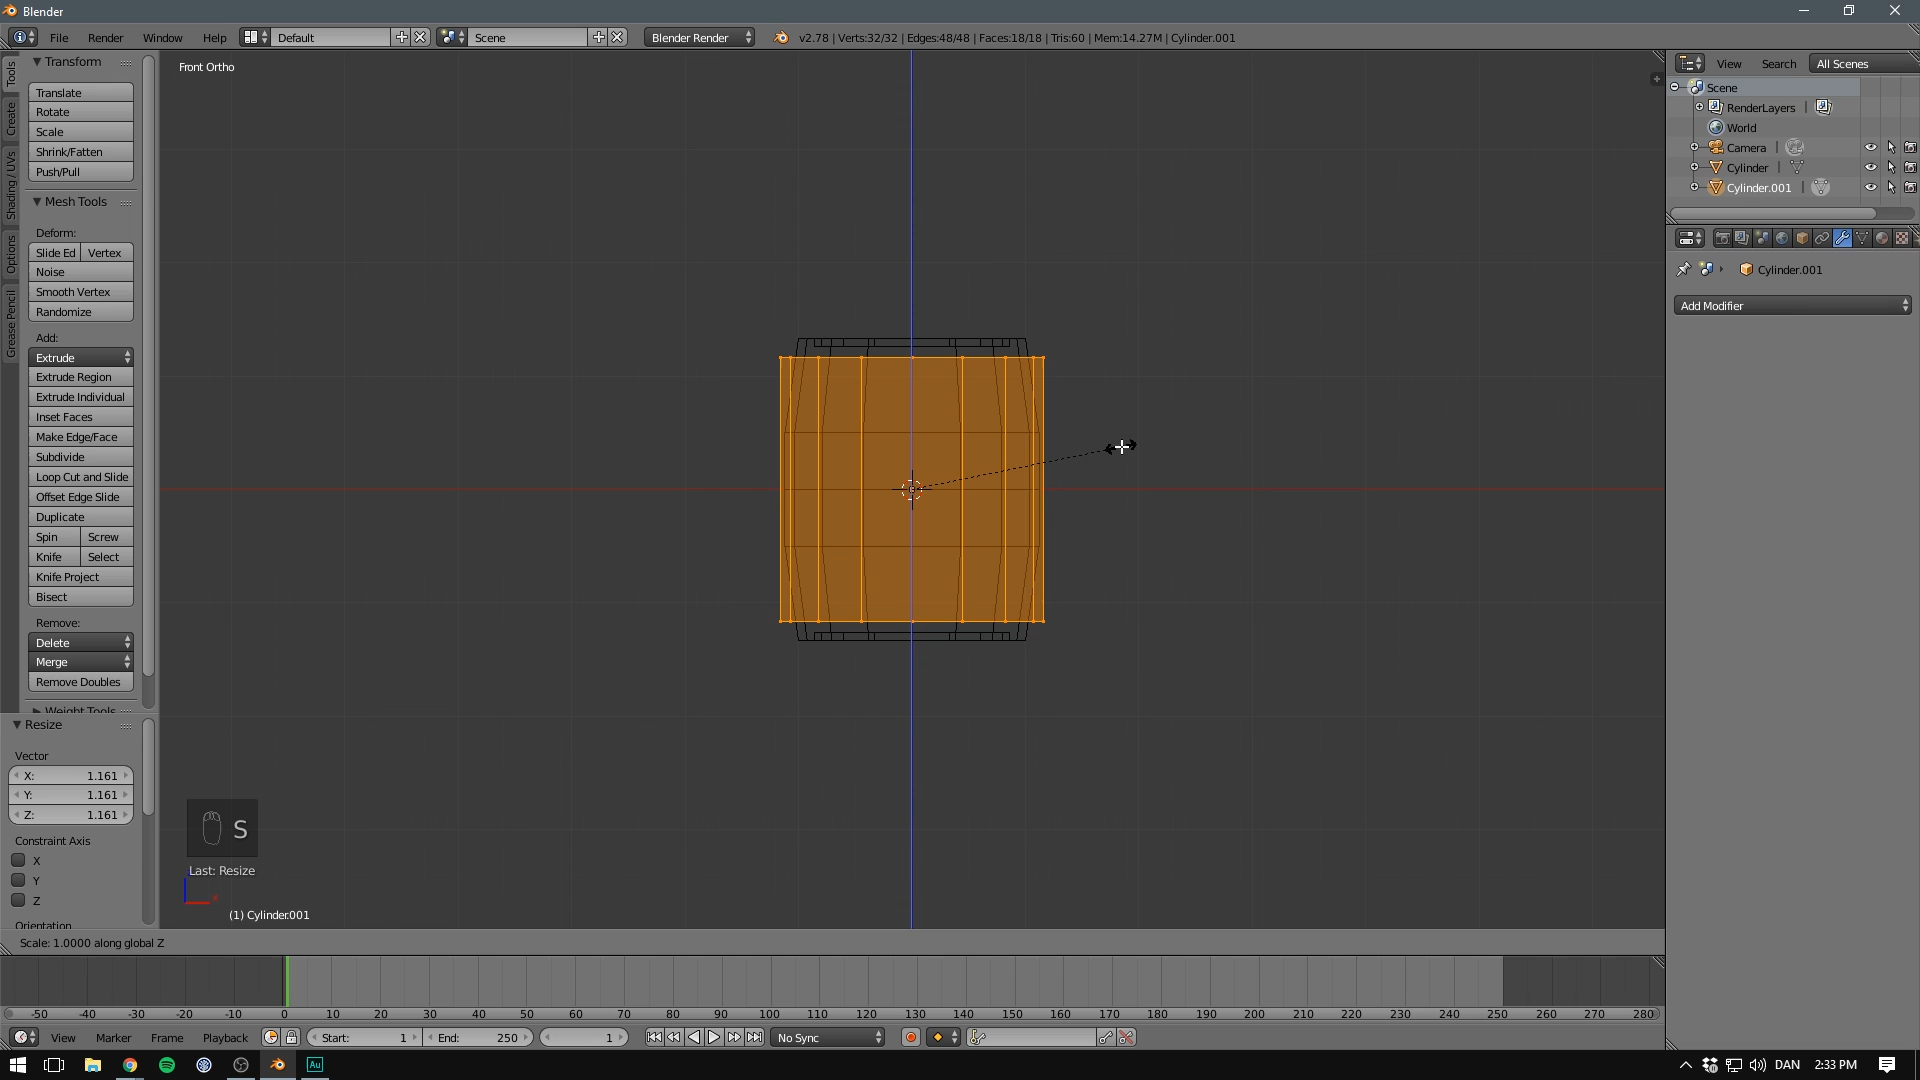 Blender
File Render Window Help Default Scene Blender Render v2.78 | Verts:32/32 | Edges:48/48 | Faces:18/18 | Tris:60 | Mem:14.27M | Cylinder.001
Tools
Create
Shading / UVs
Options
Grease Pencil
Transform
Translate
Rotate
Scale
Shrink/Fatten
Push/Pull
Mesh Tools
Deform:
Slide Ed Vertex
Noise
Smooth Vertex
Randomize
Add:
Extrude
Extrude Region
Extrude Individual
Inset Faces
Make Edge/Face
Subdivide
Loop Cut and Slide
Offset Edge Slide
Duplicate
Spin Screw
Knife Select
Knife Project
Bisect
Remove:
Delete
Merge
Remove Doubles
Weight Tools
Resize
Vector
X: 1.161
Y: 1.161
Z: 1.161
Constraint Axis
X
Y
Z
Orientation
Front Ortho
S
Last: Resize
(1) Cylinder.001
Scale: 1.0000 along global Z
View Search All Scenes
Scene
RenderLayers
World
Camera
Cylinder
Cylinder.001
Cylinder.001
Add Modifier
-50 -40 -30 -20 -10 0 10 20 30 40 50 60 70 80 90 100 110 120 130 140 150 160 170 180 190 200 210 220 230 240 250 260 270 280
View Marker Frame Playback Start: 1 End: 250 1 No Sync
Au DAN 2:33 PM